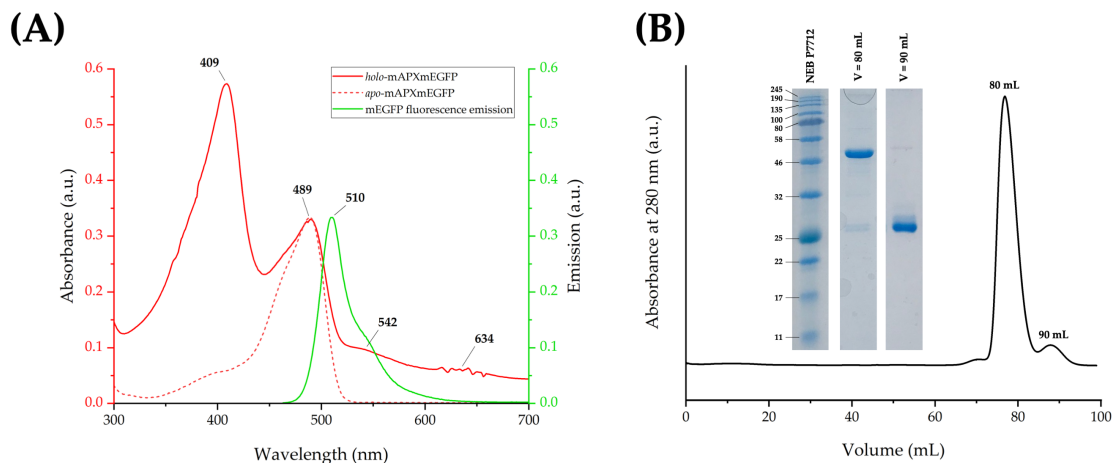 (A)
409
489
510
542
634
holo-mAPXmEGFP
apo-mAPXmEGFP
mEGFP fluorescence emission
0.6
0.5
0.4
0.3
0.2
0.1
0.0
Absorbance (a.u.)
0.6
0.5
0.4
0.3
0.2
0.1
0.0
Emission (a.u.)
300
400
500
600
700
Wavelength (nm)
(B)
NEB P7712
V = 80 mL
V = 90 mL
245
190
135
100
80
58
46
32
25
22
17
11
80 mL
90 mL
Absorbance at 280 nm (a.u.)
0
20
40
60
80
100
Volume (mL)